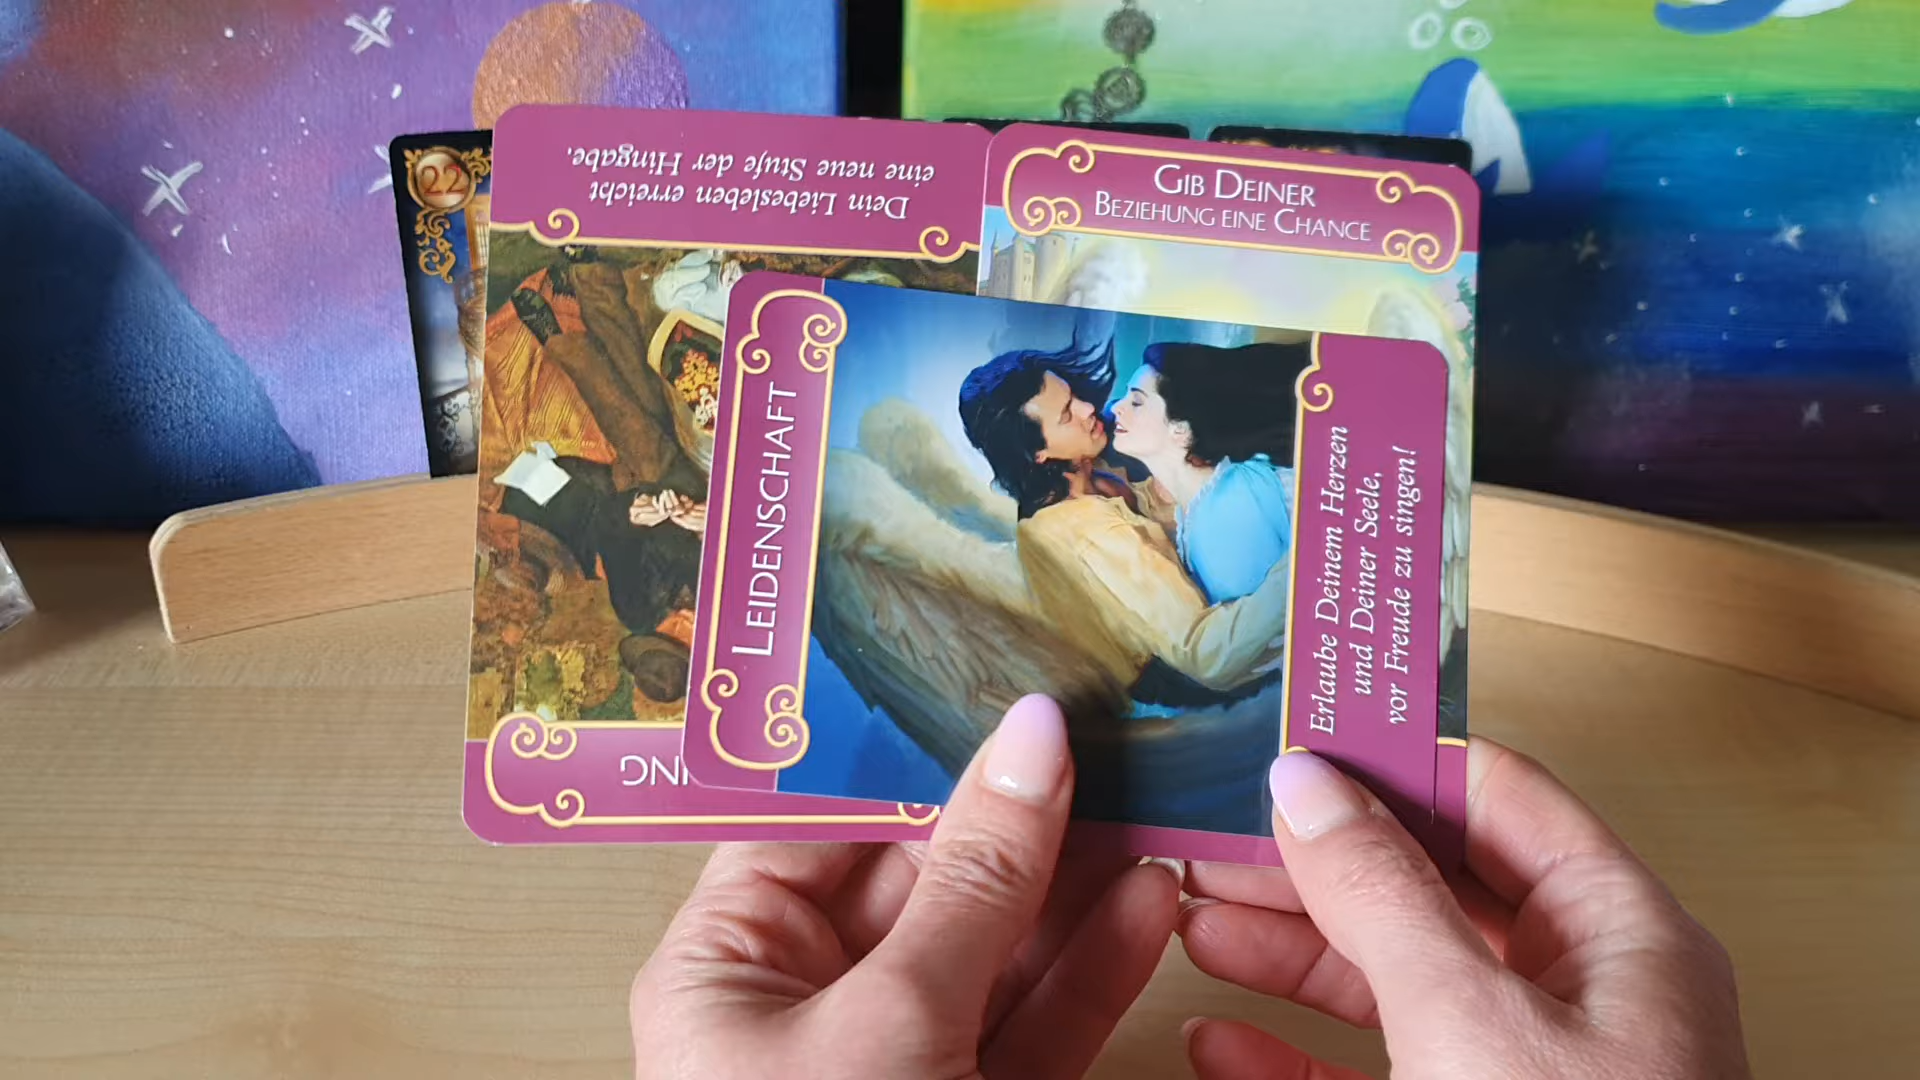 22
Dein Liebesleben erreicht
eine neue Stufe der Hingabe.
GIB DEINER
BEZIEHUNG EINE CHANCE
LEIDENSCHAFT
Erlaube Deinem Herzen
und Deiner Seele,
vor Freude zu singen!